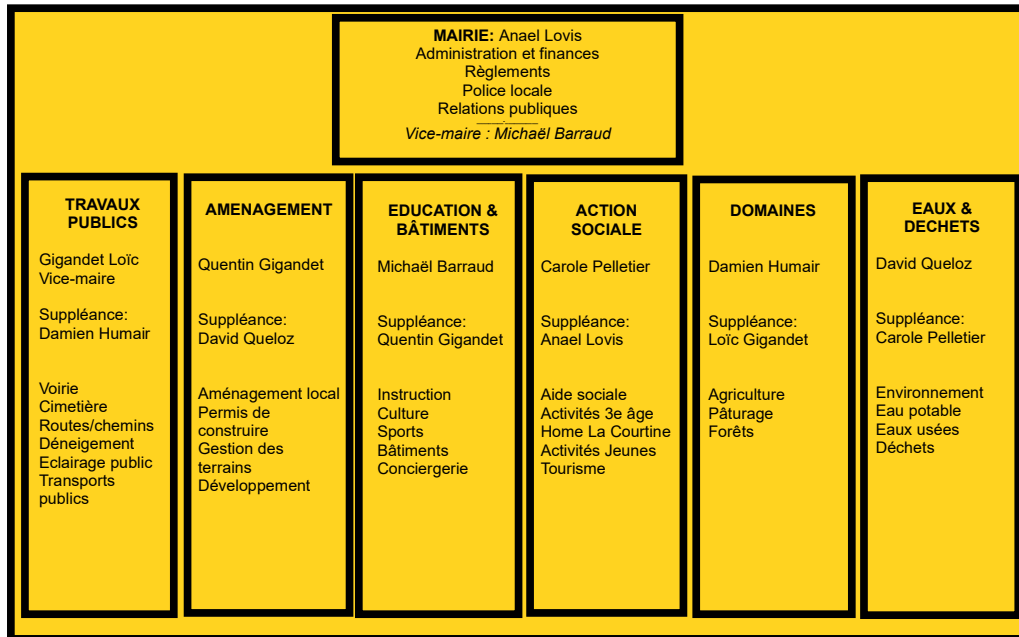 MAIRIE: Anael Lovis
Administration et finances
Règlements
Police locale
Relations publiques
Vice-maire : Michaël Barraud
TRAVAUX
PUBLICS
Gigandet Loïc
Vice-maire
Suppléance:
Damien Humair
Voirie
Cimetière
Routes/chemins
Déneigement
Eclairage public
Transports
publics
AMENAGEMENT
Quentin Gigandet
Suppléance:
David Queloz
Aménagement local
Permis de
construire
Gestion des
terrains
Développement
EDUCATION &
BÂTIMENTS
Michaël Barraud
Suppléance:
Quentin Gigandet
Instruction
Culture
Sports
Bâtiments
Conciergerie
ACTION
SOCIALE
Carole Pelletier
Suppléance:
Anael Lovis
Aide sociale
Activités 3e âge
Home La Courtine
Activités Jeunes
Tourisme
DOMAINES
Damien Humair
Suppléance:
Loïc Gigandet
Agriculture
Pâturage
Forêts
EAUX &
DECHETS
David Queloz
Suppléance:
Carole Pelletier
Environnement
Eau potable
Eaux usées
Déchets